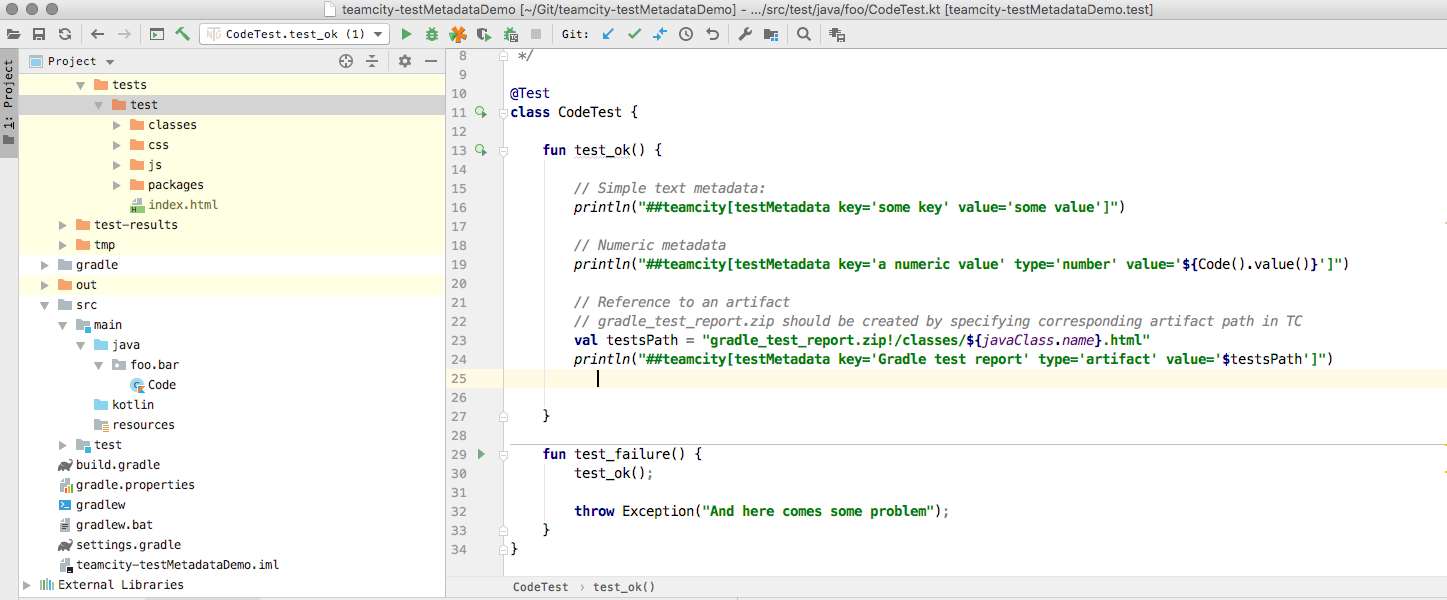 teamcity-testMetadataDemo [~/Git/teamcity-testMetadataDemo] - .../src/test/java/foo/CodeTest.kt [teamcity-testMetadataDemo.test]
CodeTest.test_ok (1)
Git:
1: Project
Project
tests
test
classes
css
js
packages
index.html
test-results
tmp
gradle
out
src
main
java
foo.bar
Code
kotlin
resources
test
build.gradle
gradle.properties
gradlew
gradlew.bat
settings.gradle
teamcity-testMetadataDemo.iml
External Libraries
8 */
9
10 @Test
11 class CodeTest {
12
13 fun test_ok() {
14
15 // Simple text metadata:
16 println("##teamcity[testMetadata key='some key' value='some value']")
17
18 // Numeric metadata
19 println("##teamcity[testMetadata key='a numeric value' type='number' value='${Code().value()}']")
20
21 // Reference to an artifact
22 // gradle_test_report.zip should be created by specifying corresponding artifact path in TC
23 val testsPath = "gradle_test_report.zip!/classes/${javaClass.name}.html"
24 println("##teamcity[testMetadata key='Gradle test report' type='artifact' value='$testsPath']")
25
26
27 }
28
29 fun test_failure() {
30 test_ok();
31
32 throw Exception("And here comes some problem");
33 }
34 }
CodeTest › test_ok()